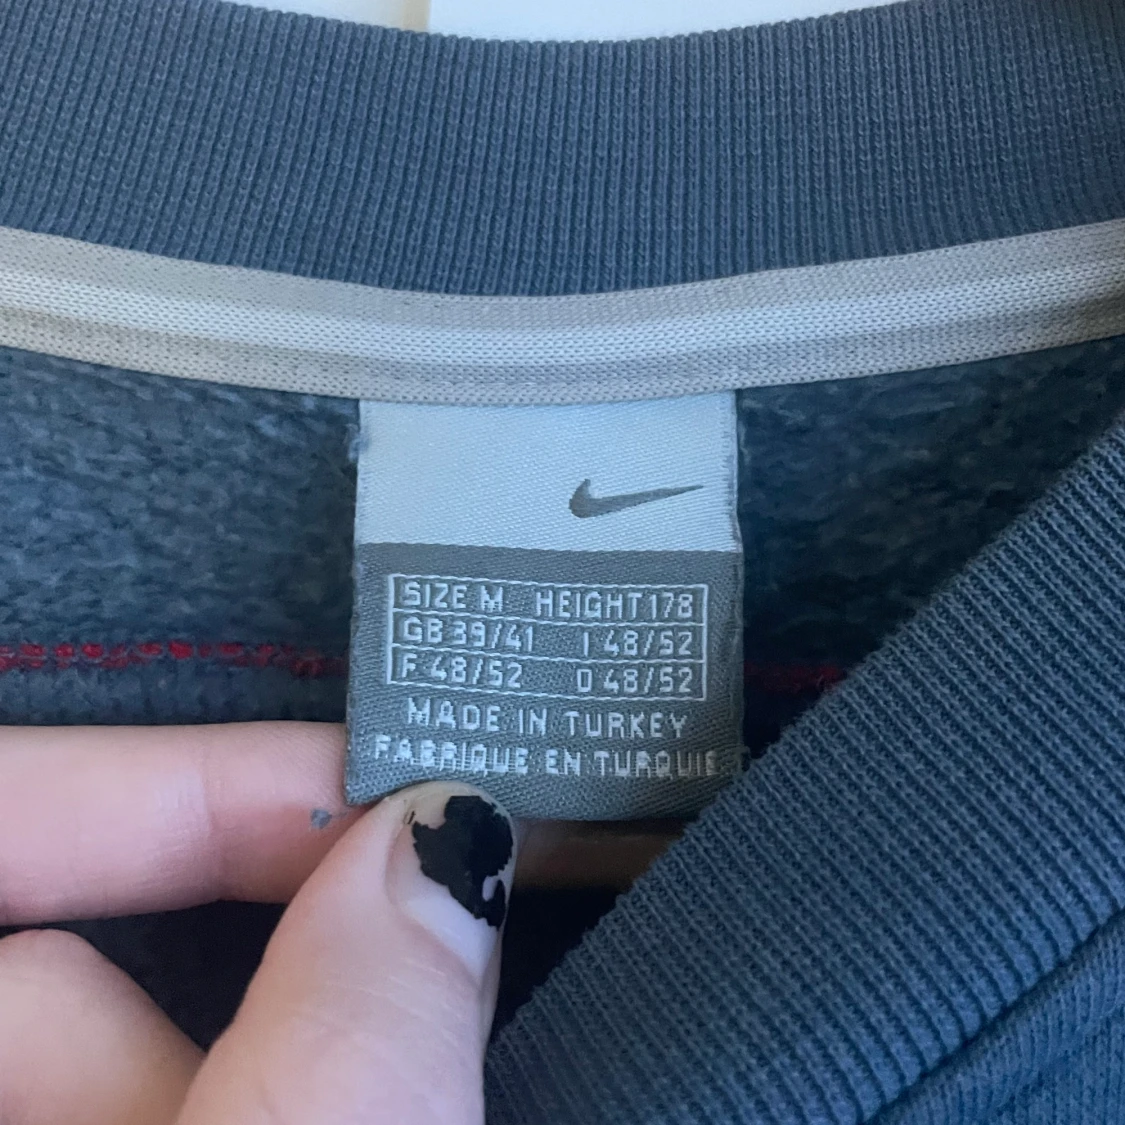 SIZE M HEIGHT 178
GB 39/41 I 48/52
F 48/52 D 48/52
MADE IN TURKEY
FABRIQUE EN TURQUIE